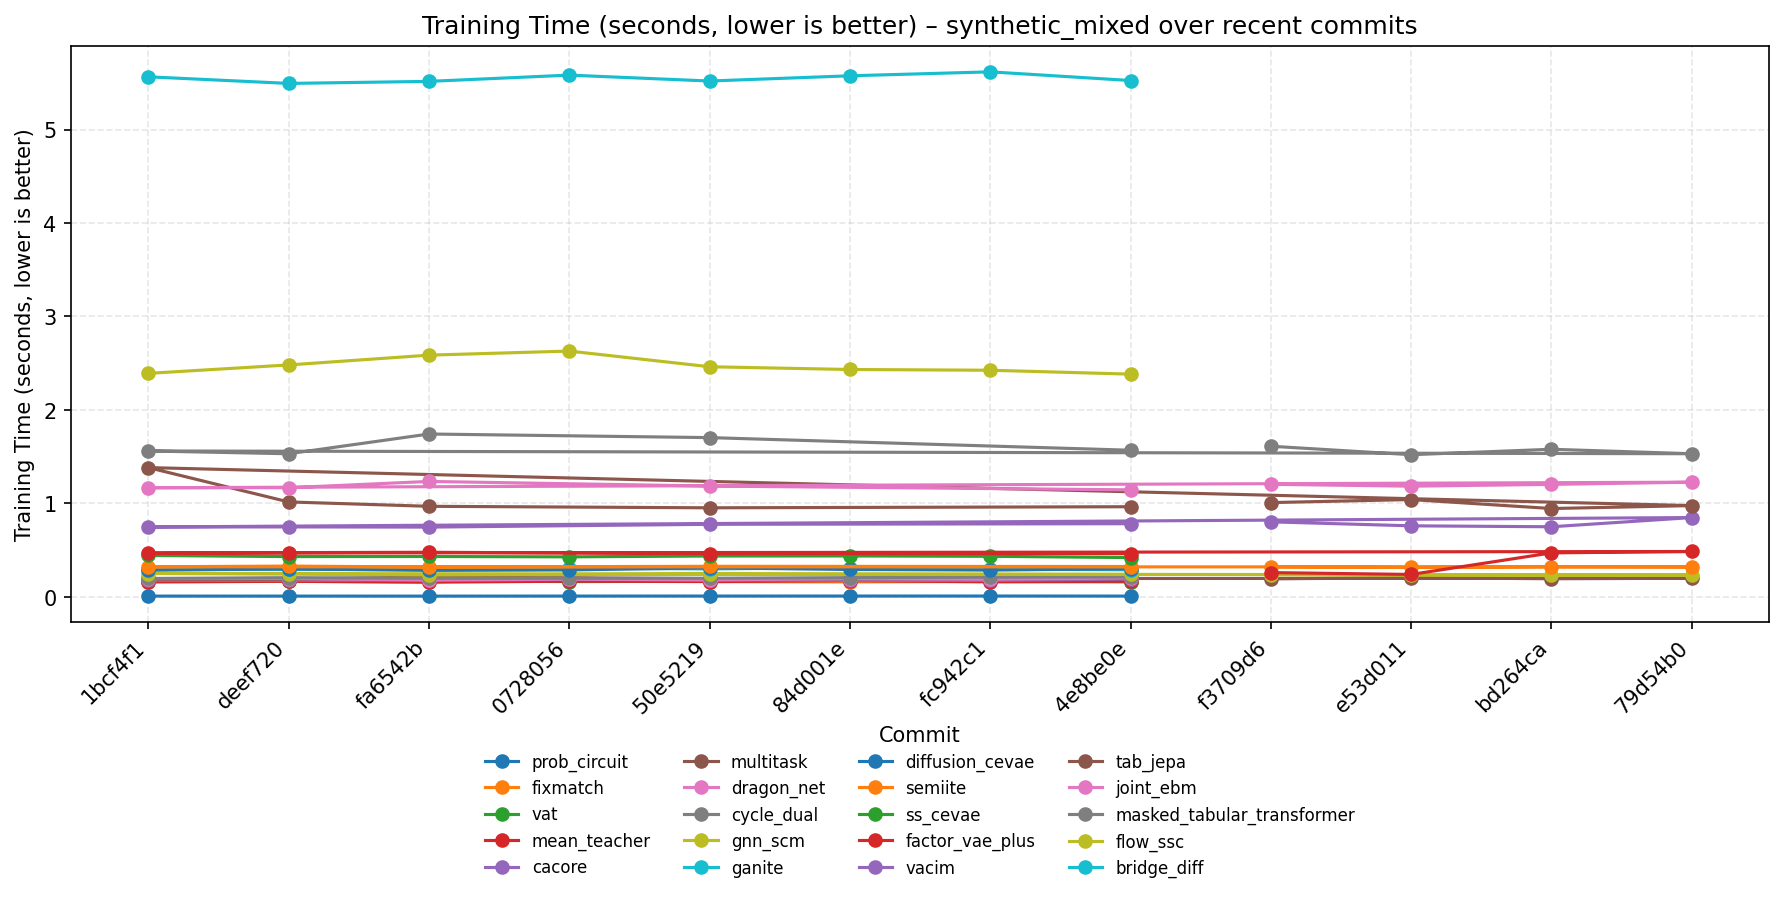 Training Time (seconds, lower is better) – synthetic_mixed over recent commits
Training Time (seconds, lower is better)
5
4
3
2
1
0
1bcf4f1
deef720
fa6542b
0728056
50e5219
84d001e
fc942c1
4e8be0e
f3709d6
e53d011
bd264ca
79d54b0
Commit
prob_circuit
fixmatch
vat
mean_teacher
cacore
multitask
dragon_net
cycle_dual
gnn_scm
ganite
diffusion_cevae
semiite
ss_cevae
factor_vae_plus
vacim
tab_jepa
joint_ebm
masked_tabular_transformer
flow_ssc
bridge_diff